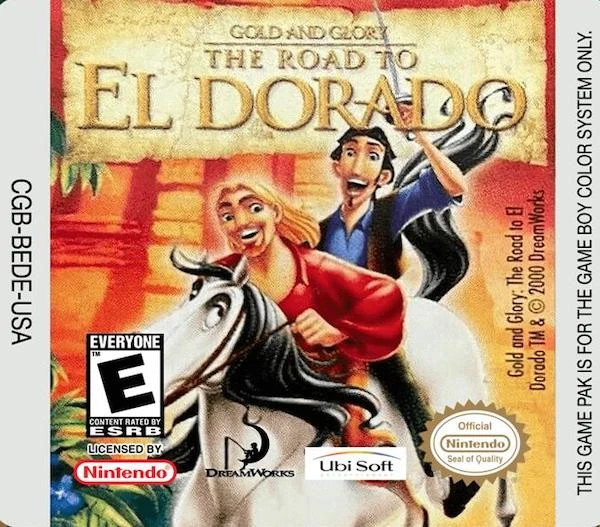 GOLD AND GLORY
THE ROAD TO
EL DORADO
CGB-BEDE-USA
THIS GAME PAK IS FOR THE GAME BOY COLOR SYSTEM ONLY.
Gold and Glory: The Road to El
Dorado TM & © 2000 DreamWorks
EVERYONE
TM
E
CONTENT RATED BY
ESRB
LICENSED BY
Nintendo
DREAMWORKS
Ubi Soft
Official
Nintendo
Seal of Quality